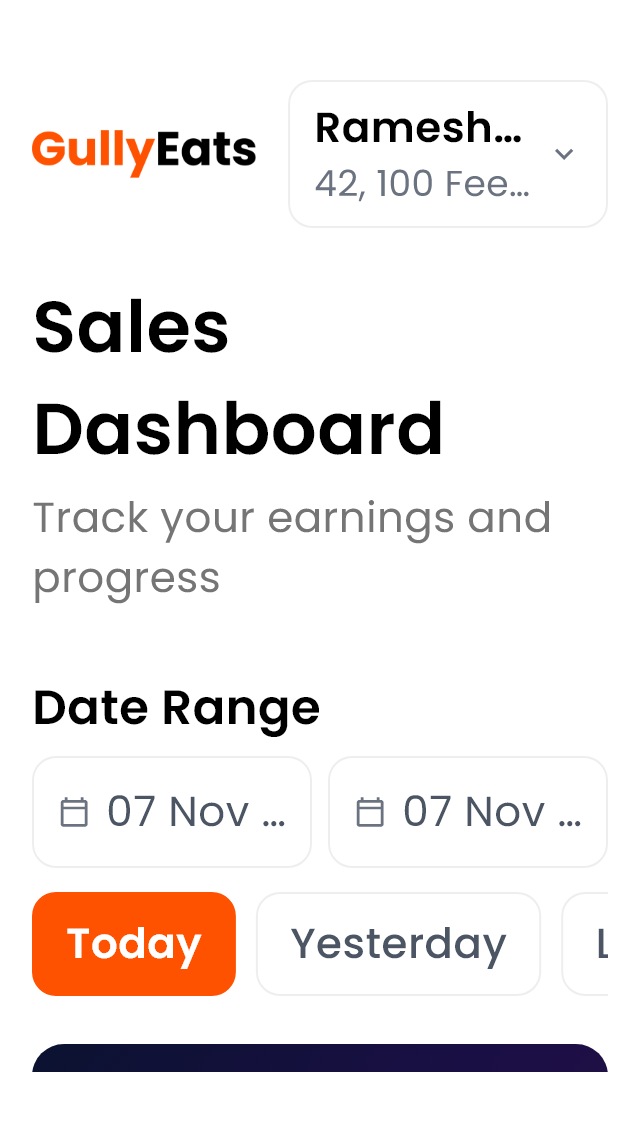 GullyEats
Ramesh...
42, 100 Fee...
Sales
Dashboard
Track your earnings and
progress
Date Range
07 Nov ...
07 Nov ...
Today
Yesterday
L